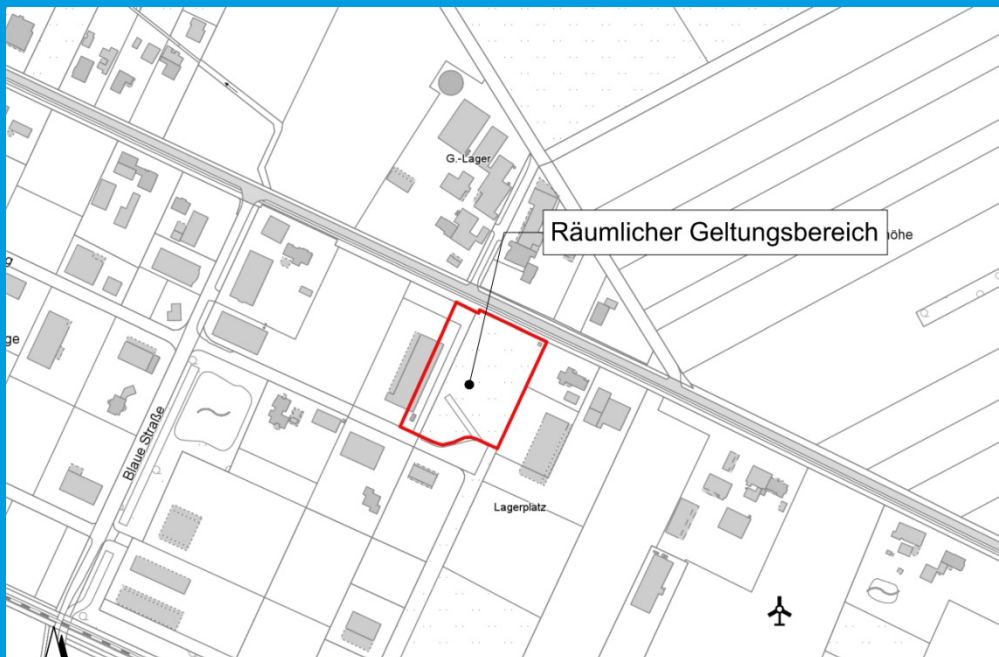 G.-Lager
Räumlicher Geltungsbereich
höhe
g
ge
Blaue Straße
Lagerplatz